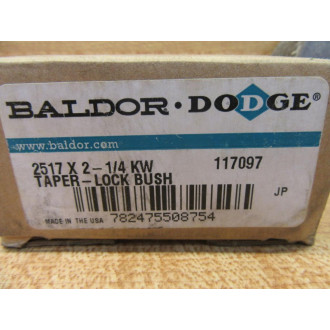 BALDOR · DODGE®
www.baldor.com
2517 X 2-1/4 KW 117097
TAPER-LOCK BUSH
JP
MADE IN THE USA 782475508754